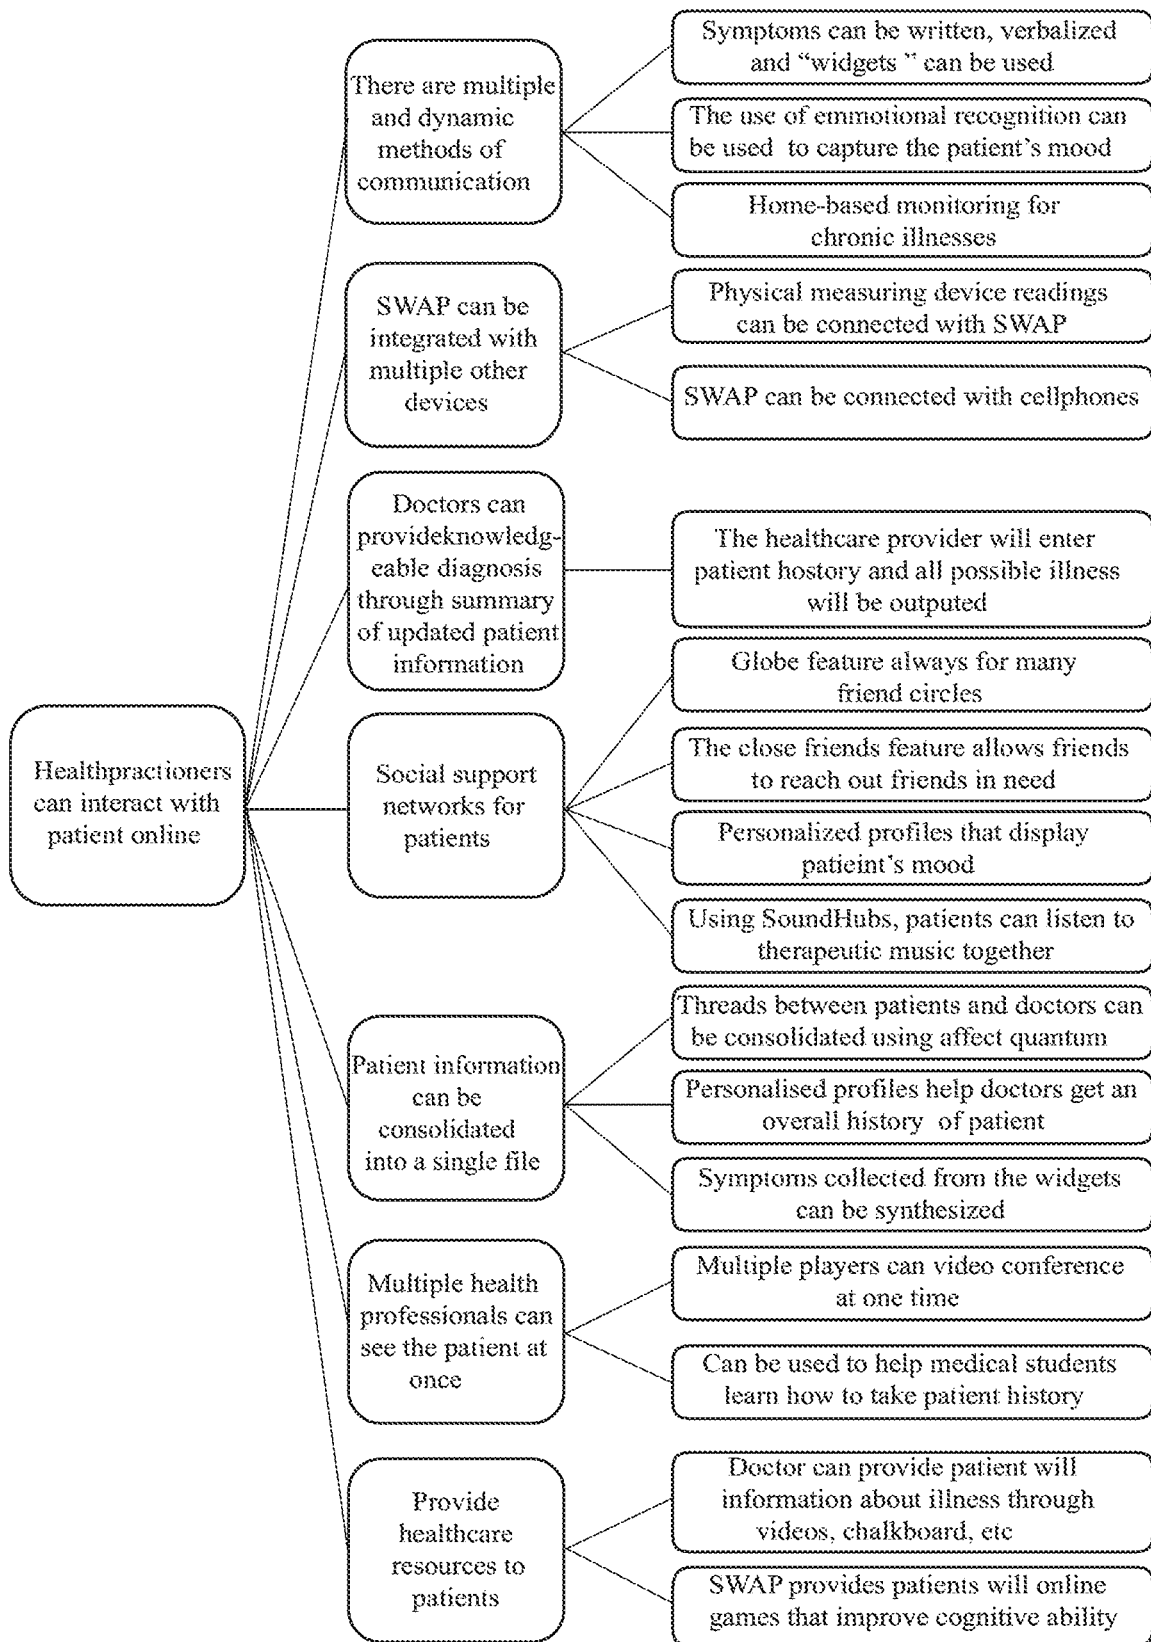 Healthpractioners
can interact with
patient online
There are multiple
and dynamic
methods of
communication
Symptoms can be written, verbalized
and “widgets ” can be used
The use of emmotional recognition can
be used to capture the patient’s mood
Home-based monitoring for
chronic illnesses
SWAP can be
integrated with
multiple other
devices
Physical measuring device readings
can be connected with SWAP
SWAP can be connected with cellphones
Doctors can
provideknowledg-
eable diagnosis
through summary
of updated patient
information
The healthcare provider will enter
patient hostory and all possible illness
will be outputed
Social support
networks for
patients
Globe feature always for many
friend circles
The close friends feature allows friends
to reach out friends in need
Personalized profiles that display
patieint’s mood
Using SoundHubs, patients can listen to
therapeutic music together
Patient information
can be
consolidated
into a single file
Threads between patients and doctors can
be consolidated using affect quantum
Personalised profiles help doctors get an
overall history of patient
Symptoms collected from the widgets
can be synthesized
Multiple health
professionals can
see the patient at
once
Multiple players can video conference
at one time
Can be used to help medical students
learn how to take patient history
Provide
healthcare
resources to
patients
Doctor can provide patient will
information about illness through
videos, chalkboard, etc
SWAP provides patients will online
games that improve cognitive ability